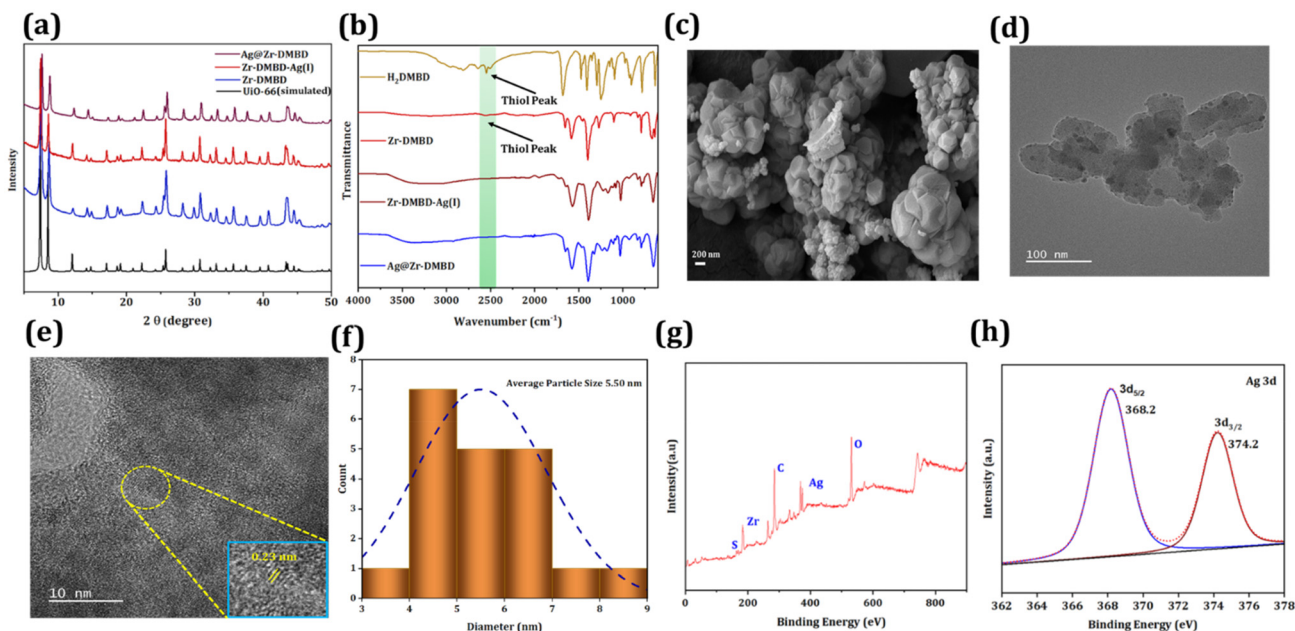 (a)
Ag@Zr-DMBD
Zr-DMBD-Ag(I)
Zr-DMBD
UiO-66(simulated)
Intensity
10 20 30 40 50
2 θ (degree)
(b)
H2DMBD
Thiol Peak
Zr-DMBD
Thiol Peak
Zr-DMBD-Ag(I)
Ag@Zr-DMBD
Transmittance
4000 3500 3000 2500 2000 1500 1000
Wavenumber (cm-1)
(c)
200 nm
(d)
100 nm
(e)
0.23 nm
10 nm
(f)
Average Particle Size 5.50 nm
Count
8
7
6
5
4
3
2
1
0
3 4 5 6 7 8 9
Diameter (nm)
(g)
O
C
Ag
Zr
S
Intensity(a.u)
0 200 400 600 800
Binding Energy (eV)
(h)
Ag 3d
3d5/2
368.2
3d3/2
374.2
Intensity (a.u.)
362 364 366 368 370 372 374 376 378
Binding Energy (eV)